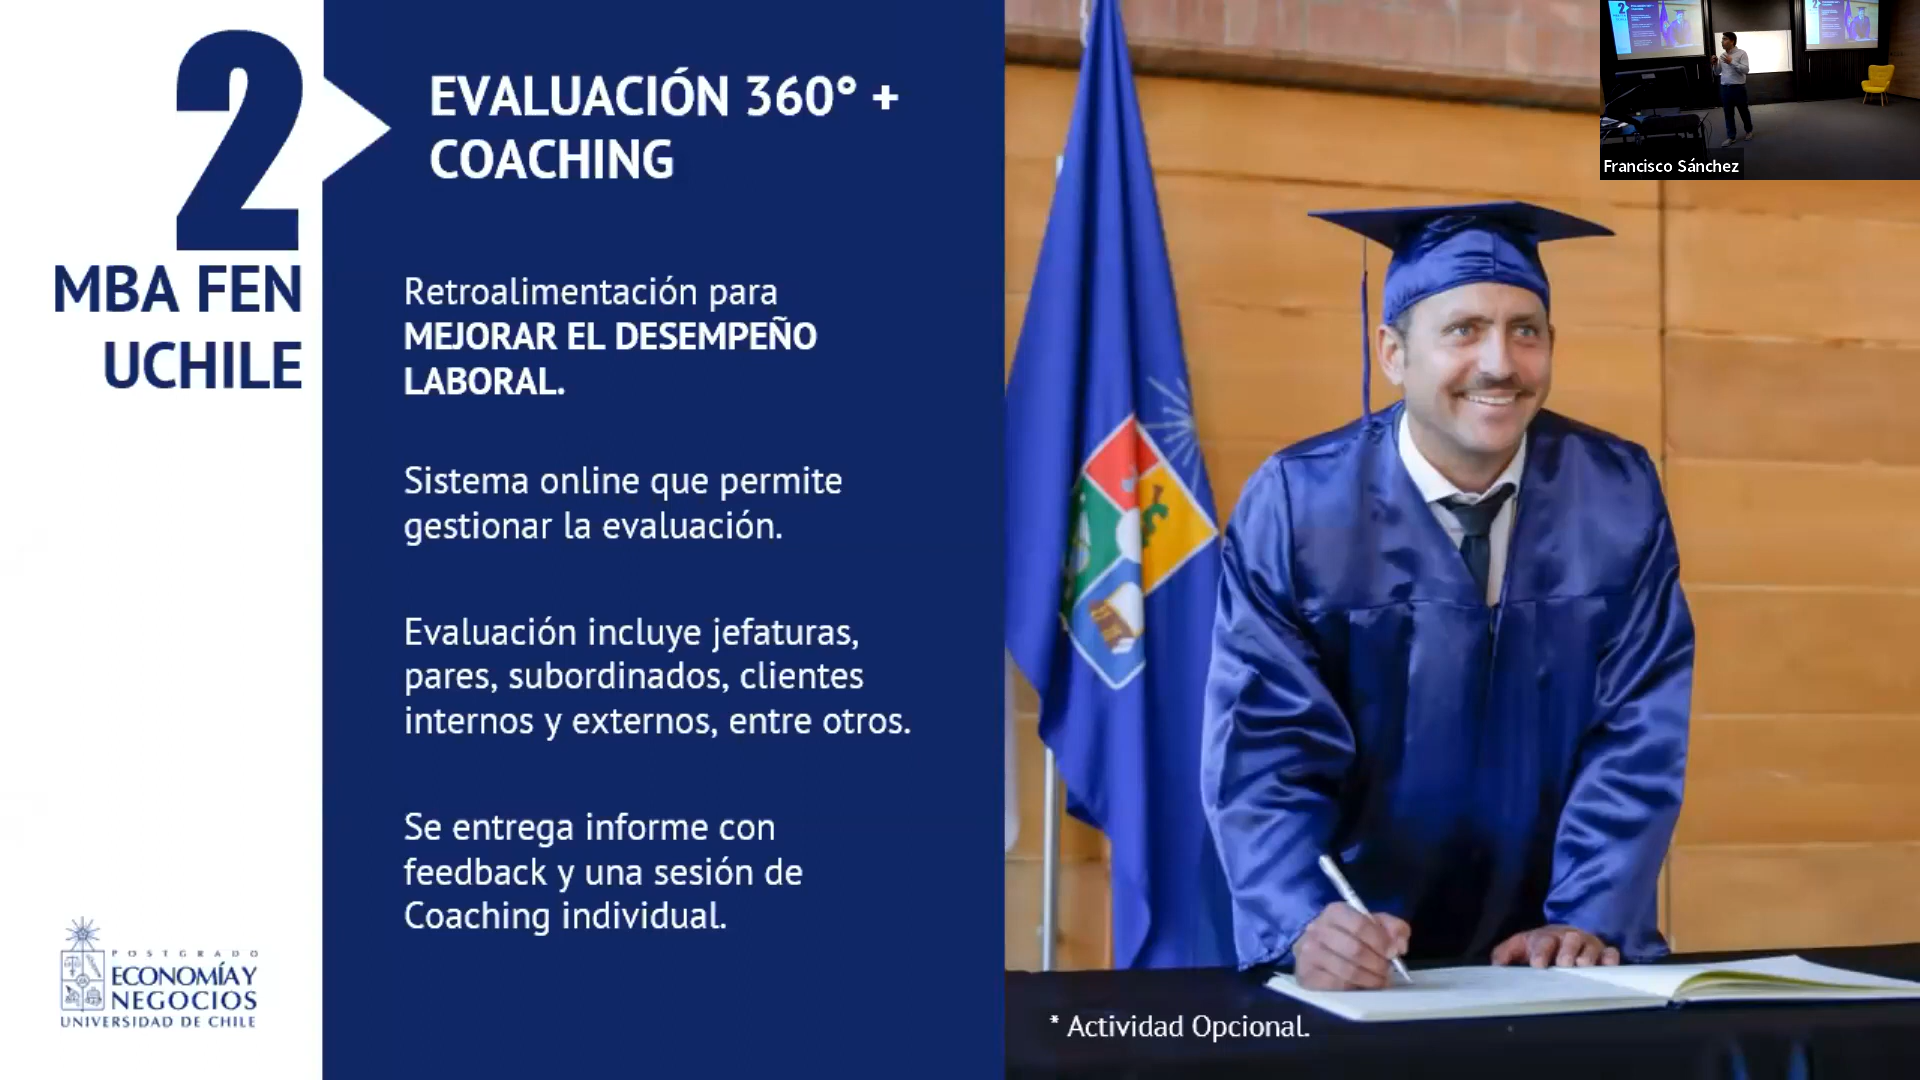 2
MBA FEN
UCHILE
EVALUACIÓN 360° +
COACHING
Retroalimentación para
MEJORAR EL DESEMPEÑO
LABORAL.
Sistema online que permite
gestionar la evaluación.
Evaluación incluye jefaturas,
pares, subordinados, clientes
internos y externos, entre otros.
Se entrega informe con
feedback y una sesión de
Coaching individual.
POSTGRADO
ECONOMÍA Y
NEGOCIOS
UNIVERSIDAD DE CHILE
* Actividad Opcional.
Francisco Sánchez